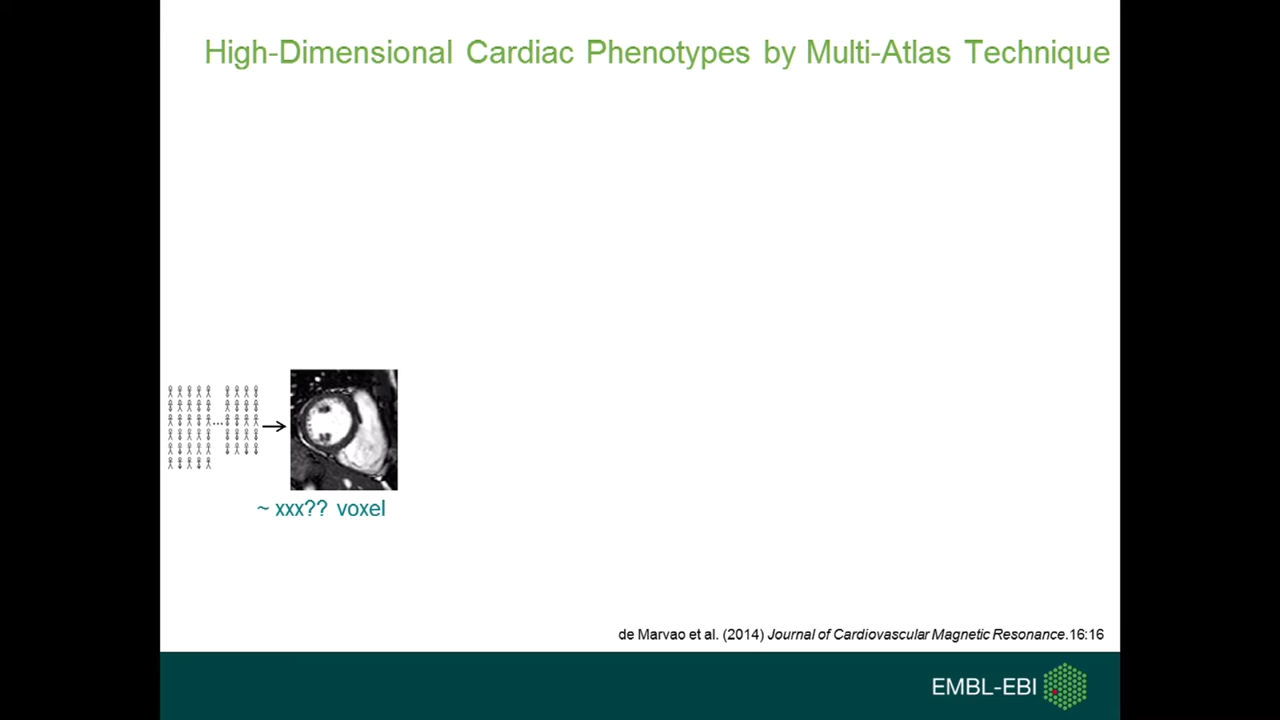 High-Dimensional Cardiac Phenotypes by Multi-Atlas Technique
...
~ xxx?? voxel
de Marvao et al. (2014) Journal of Cardiovascular Magnetic Resonance.16:16
EMBL-EBI